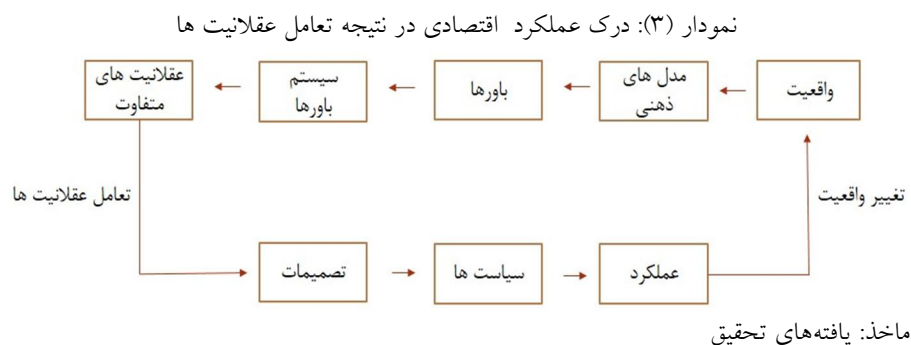 نمودار (۳): درک عملکرد اقتصادی در نتیجه تعامل عقلانیت ها
واقعیت
مدل های
ذهنی
باورها
سیستم
باورها
عقلانیت های
متفاوت
تعامل عقلانیت ها
تغییر واقعیت
تصمیمات
سیاست ها
عملکرد
ماخذ: یافته‌های تحقیق